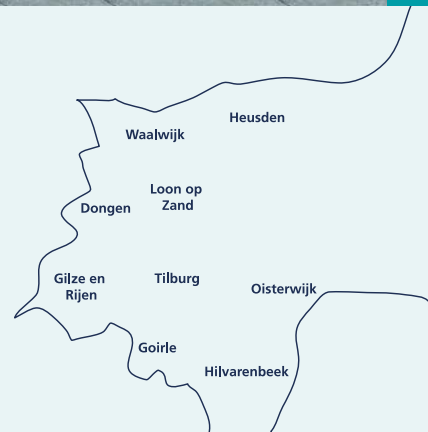 Heusden
Waalwijk
Loon op
Zand
Dongen
Gilze en
Rijen
Tilburg
Oisterwijk
Goirle
Hilvarenbeek